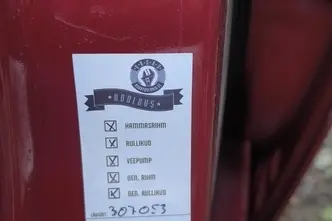 HOOLDUS
HAMMASRIHM
RULLIKUD
VEEPUMP
GEN. RIHM
GEN. RULLIKUD
307053